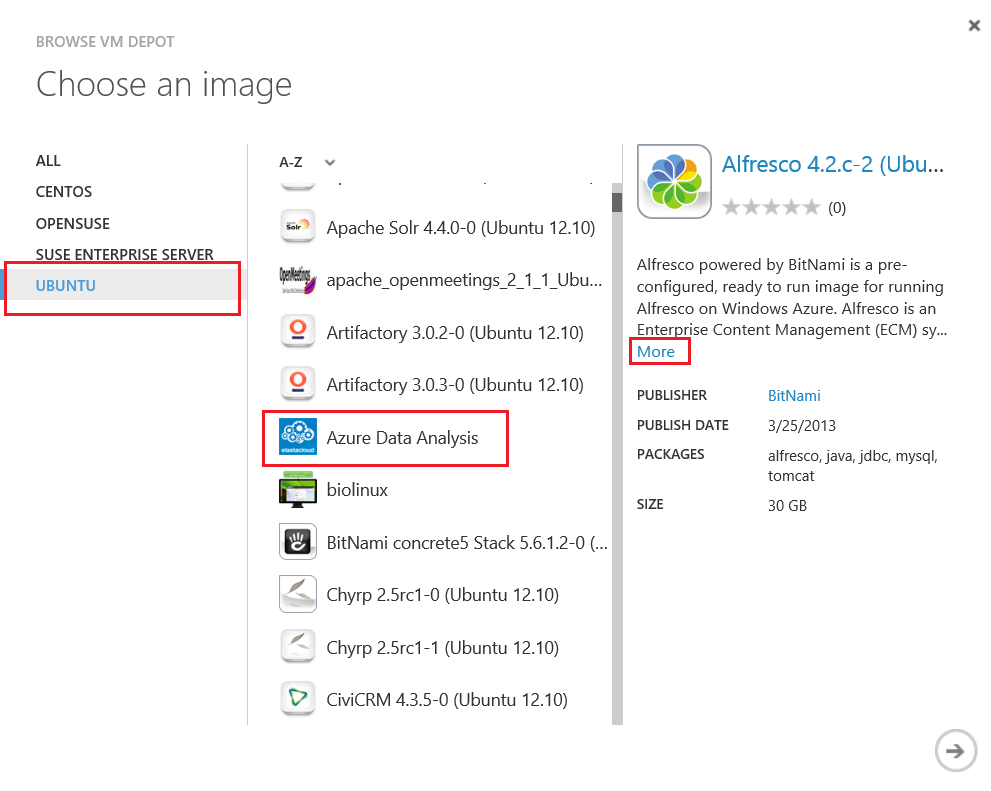 BROWSE VM DEPOT
Choose an image
ALL
CENTOS
OPENSUSE
SUSE ENTERPRISE SERVER
UBUNTU
A-Z
Apache Solr 4.4.0-0 (Ubuntu 12.10)
apache_openmeetings_2_1_1_Ubu...
Artifactory 3.0.2-0 (Ubuntu 12.10)
Artifactory 3.0.3-0 (Ubuntu 12.10)
elastacloud
Azure Data Analysis
biolinux
BitNami concrete5 Stack 5.6.1.2-0 (...
Chyrp 2.5rc1-0 (Ubuntu 12.10)
Chyrp 2.5rc1-1 (Ubuntu 12.10)
CiviCRM 4.3.5-0 (Ubuntu 12.10)
Alfresco 4.2.c-2 (Ubu...
(0)
Alfresco powered by BitNami is a pre-
configured, ready to run image for running
Alfresco on Windows Azure. Alfresco is an
Enterprise Content Management (ECM) sy...
More
PUBLISHER BitNami
PUBLISH DATE 3/25/2013
PACKAGES alfresco, java, jdbc, mysql,
tomcat
SIZE 30 GB